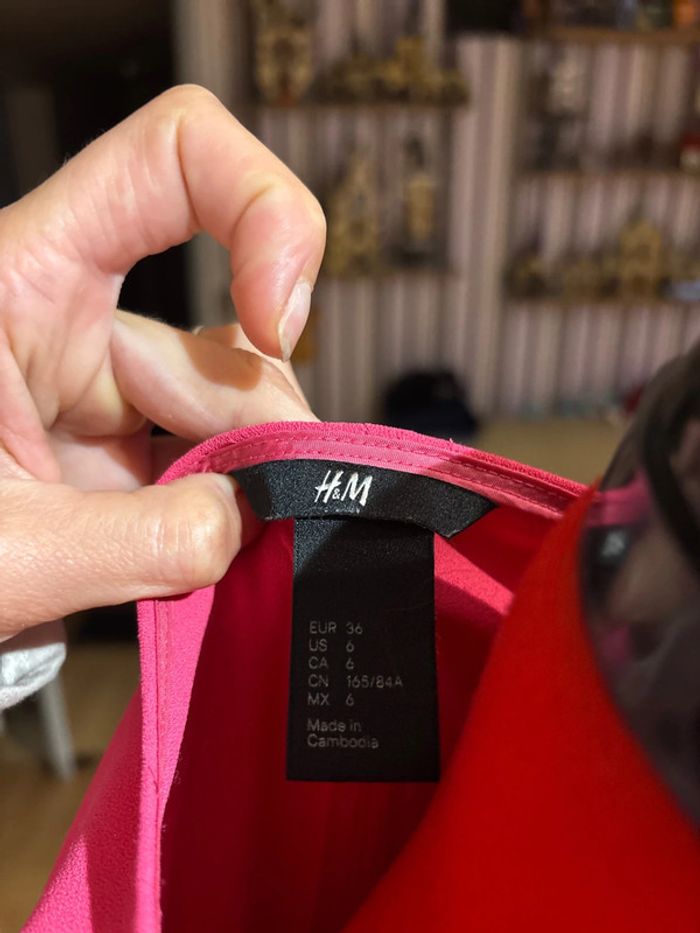 H&M
EUR 36
US 6
CA 6
CN 165/84A
MX 6
Made in
Cambodia